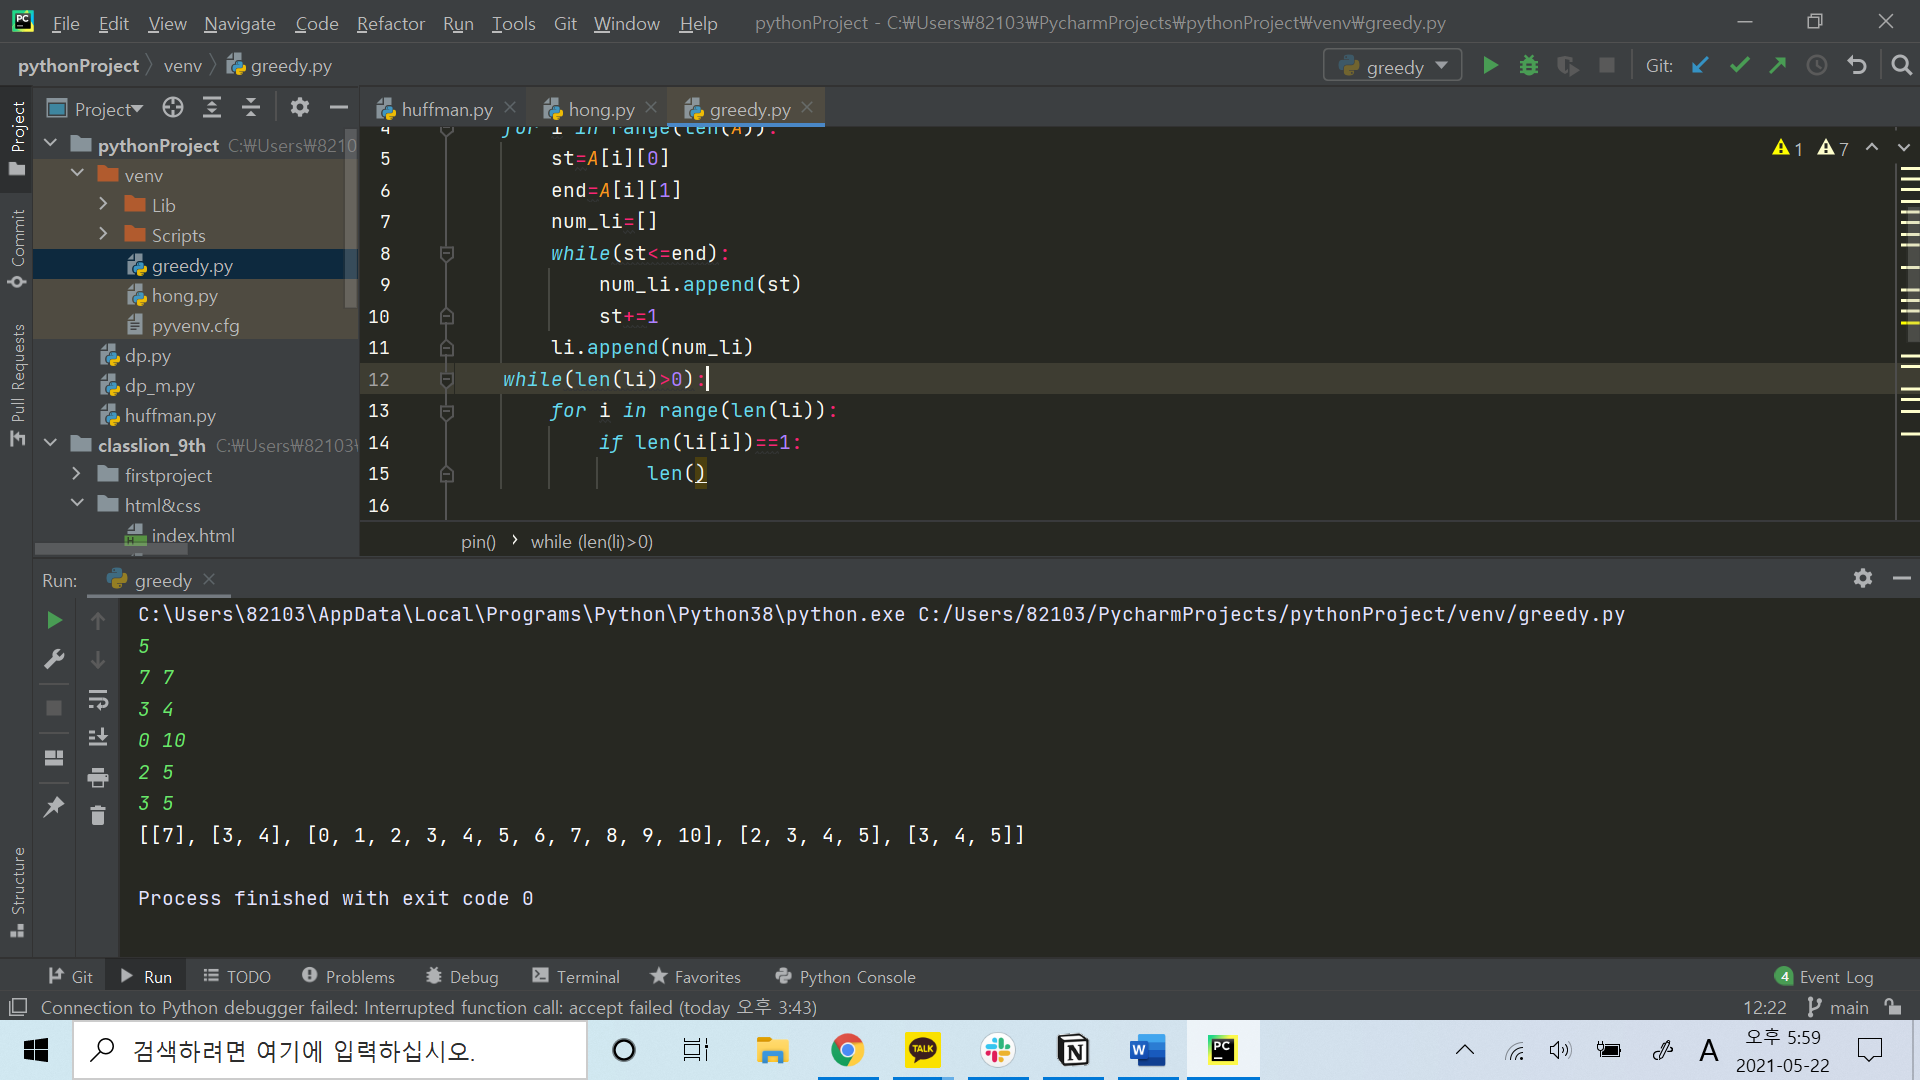 File Edit View Navigate Code Refactor Run Tools Git Window Help pythonProject - C:₩Users₩82103₩PycharmProjects₩pythonProject₩venv₩greedy.py
pythonProject venv greedy.py greedy Git:
Project huffman.py hong.py greedy.py
Project
Commit
Pull Requests
Structure
pythonProject C:₩Users₩8210
venv
Lib
Scripts
greedy.py
hong.py
pyvenv.cfg
dp.py
dp_m.py
huffman.py
classlion_9th C:₩Users₩82103₩
firstproject
html&css
index.html
1 7
4 for i in range(len(A)):
5 st=A[i][0]
6 end=A[i][1]
7 num_li=[]
8 while(st<=end):
9 num_li.append(st)
10 st+=1
11 li.append(num_li)
12 while(len(li)>0):
13 for i in range(len(li)):
14 if len(li[i])==1:
15 len()
16
pin() › while (len(li)>0)
Run: greedy
C:\Users\82103\AppData\Local\Programs\Python\Python38\python.exe C:/Users/82103/PycharmProjects/pythonProject/venv/greedy.py
5
7 7
3 4
0 10
2 5
3 5
[[7], [3, 4], [0, 1, 2, 3, 4, 5, 6, 7, 8, 9, 10], [2, 3, 4, 5], [3, 4, 5]]
Process finished with exit code 0
Git Run TODO Problems Debug Terminal Favorites Python Console 4 Event Log
Connection to Python debugger failed: Interrupted function call: accept failed (today 오후 3:43) 12:22 main
검색하려면 여기에 입력하십시오.
TALK
N
W
PC
A
오후 5:59
2021-05-22